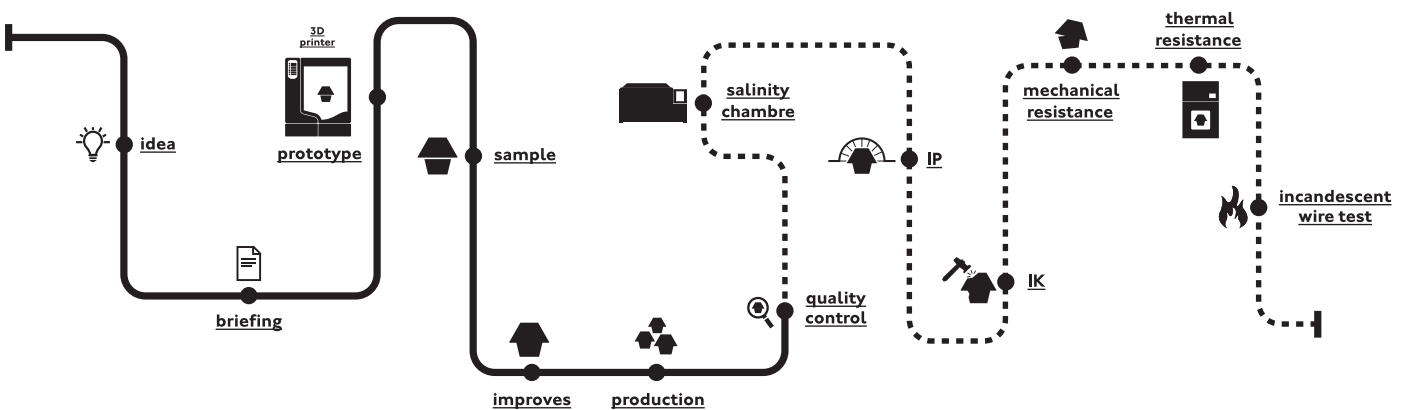 idea
briefing
3D
printer
prototype
sample
improves
production
quality
control
salinity
chambre
IP
IK
mechanical
resistance
thermal
resistance
incandescent
wire test